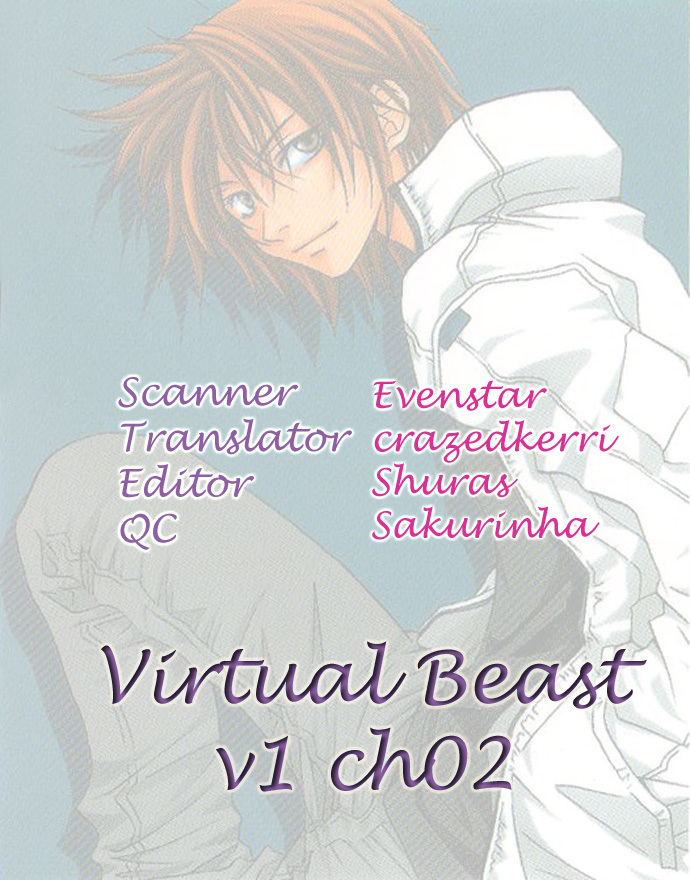 Scanner Evenstar
Translator crazedkerri
Editor Shuras
QC Sakurinha
Virtual Beast
v1 ch02